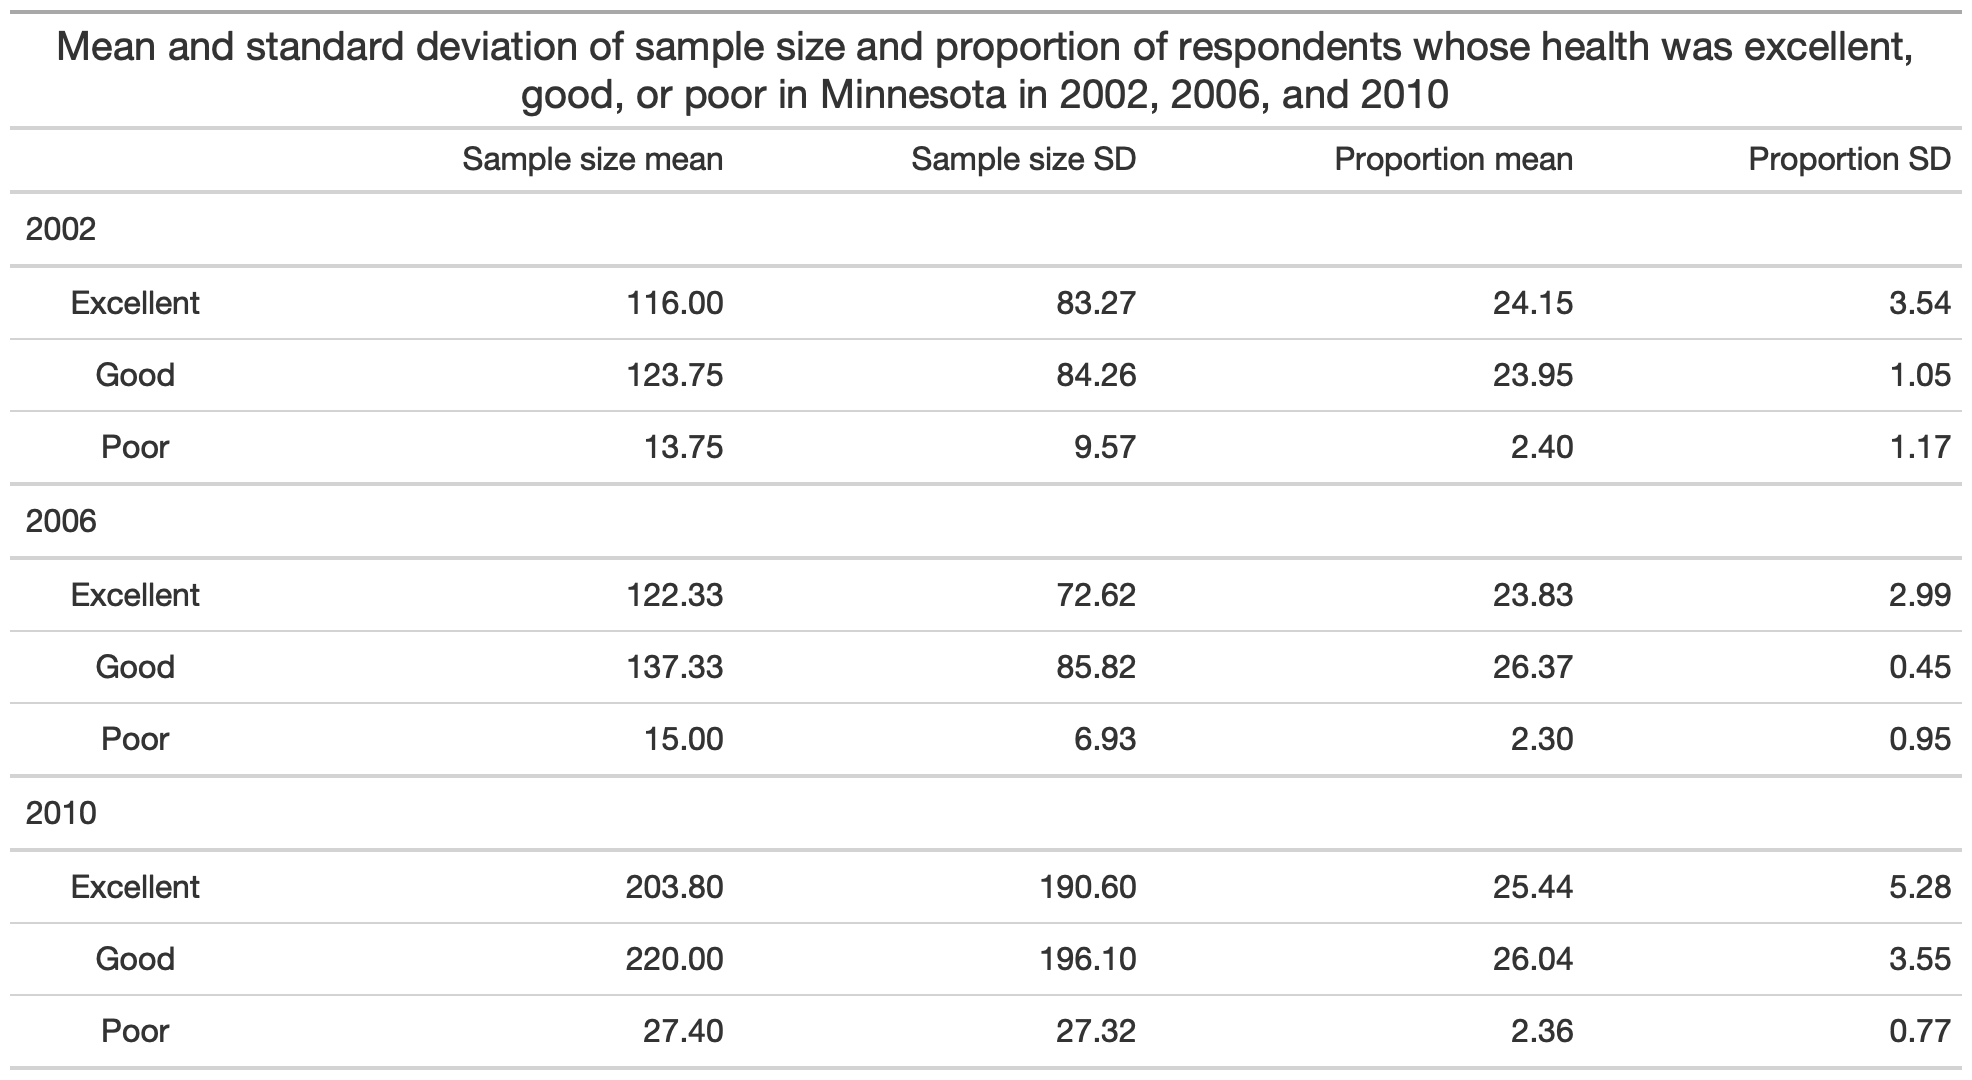 Mean and standard deviation of sample size and proportion of respondents whose health was excellent,
good, or poor in Minnesota in 2002, 2006, and 2010
Sample size mean Sample size SD Proportion mean Proportion SD
2002
Excellent 116.00 83.27 24.15 3.54
Good 123.75 84.26 23.95 1.05
Poor 13.75 9.57 2.40 1.17
2006
Excellent 122.33 72.62 23.83 2.99
Good 137.33 85.82 26.37 0.45
Poor 15.00 6.93 2.30 0.95
2010
Excellent 203.80 190.60 25.44 5.28
Good 220.00 196.10 26.04 3.55
Poor 27.40 27.32 2.36 0.77